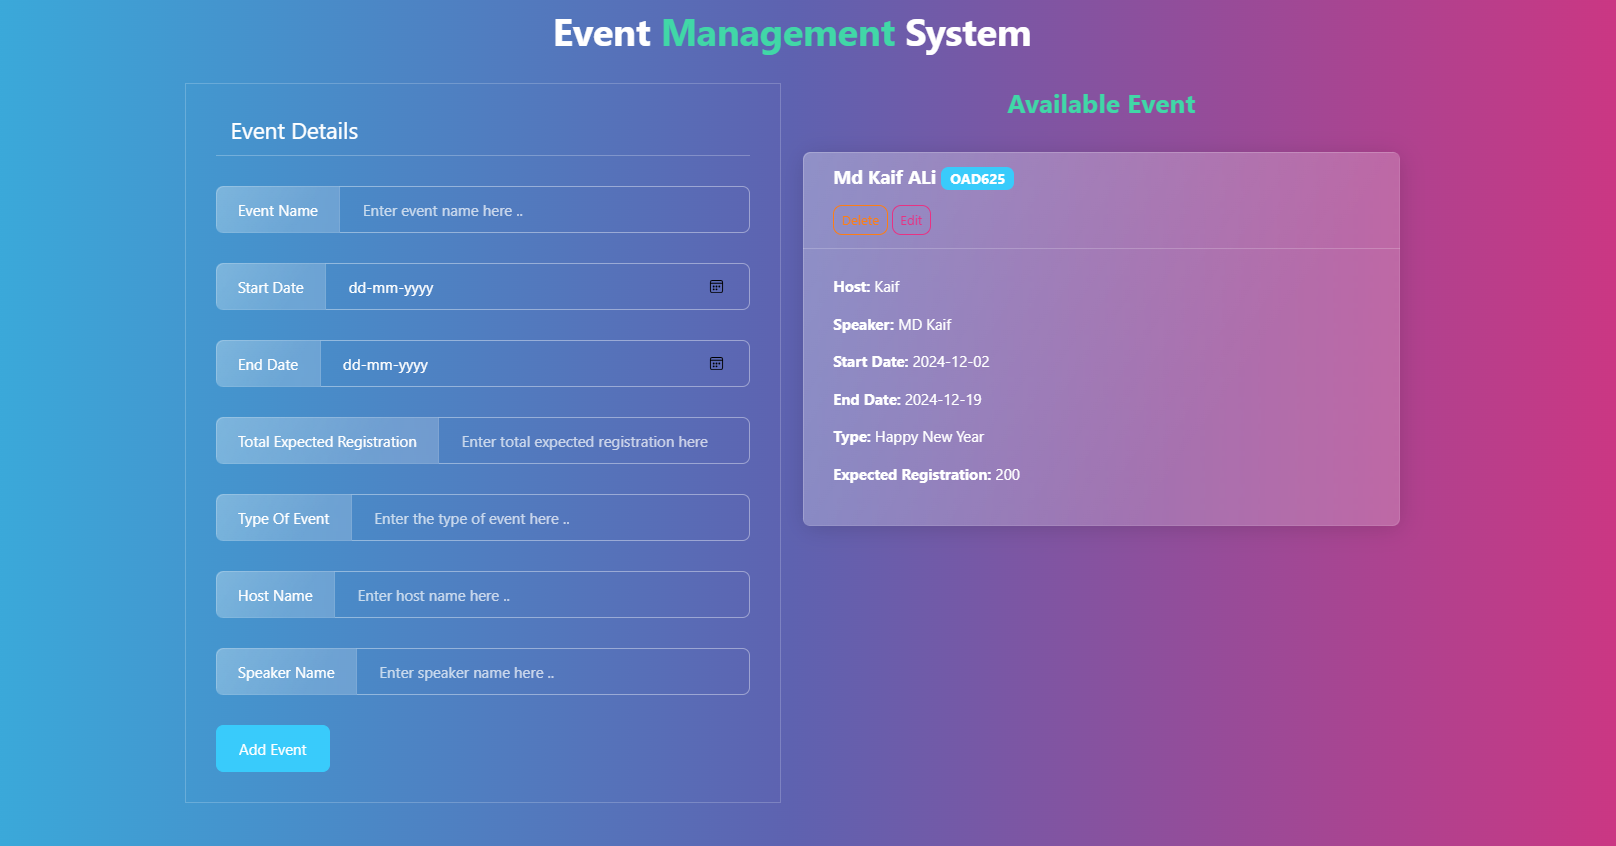 Event Management System
Event Details
Event Name Enter event name here ..
Start Date dd-mm-yyyy
End Date dd-mm-yyyy
Total Expected Registration Enter total expected registration here
Type Of Event Enter the type of event here ..
Host Name Enter host name here ..
Speaker Name Enter speaker name here ..
Add Event
Available Event
Md Kaif ALi OAD625
Delete Edit
Host: Kaif
Speaker: MD Kaif
Start Date: 2024-12-02
End Date: 2024-12-19
Type: Happy New Year
Expected Registration: 200